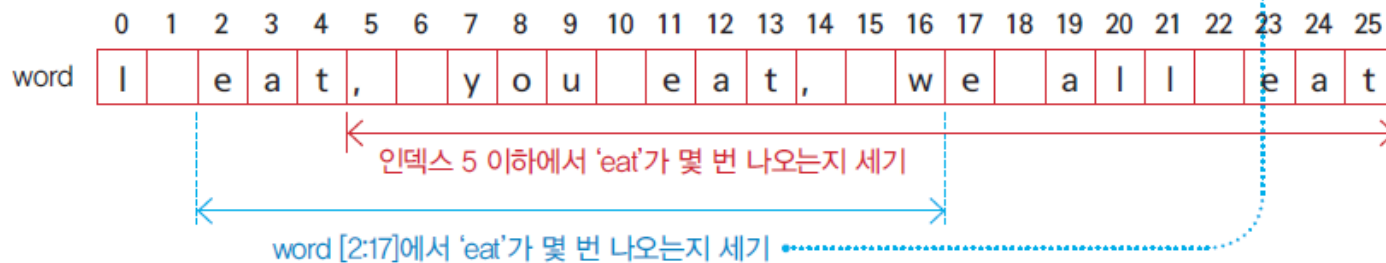 0 1 2 3 4 5 6 7 8 9 10 11 12 13 14 15 16 17 18 19 20 21 22 23 24 25
word I eat, you eat, we all eat
인덱스 5 이하에서 ‘eat’가 몇 번 나오는지 세기
word [2:17]에서 ‘eat’가 몇 번 나오는지 세기